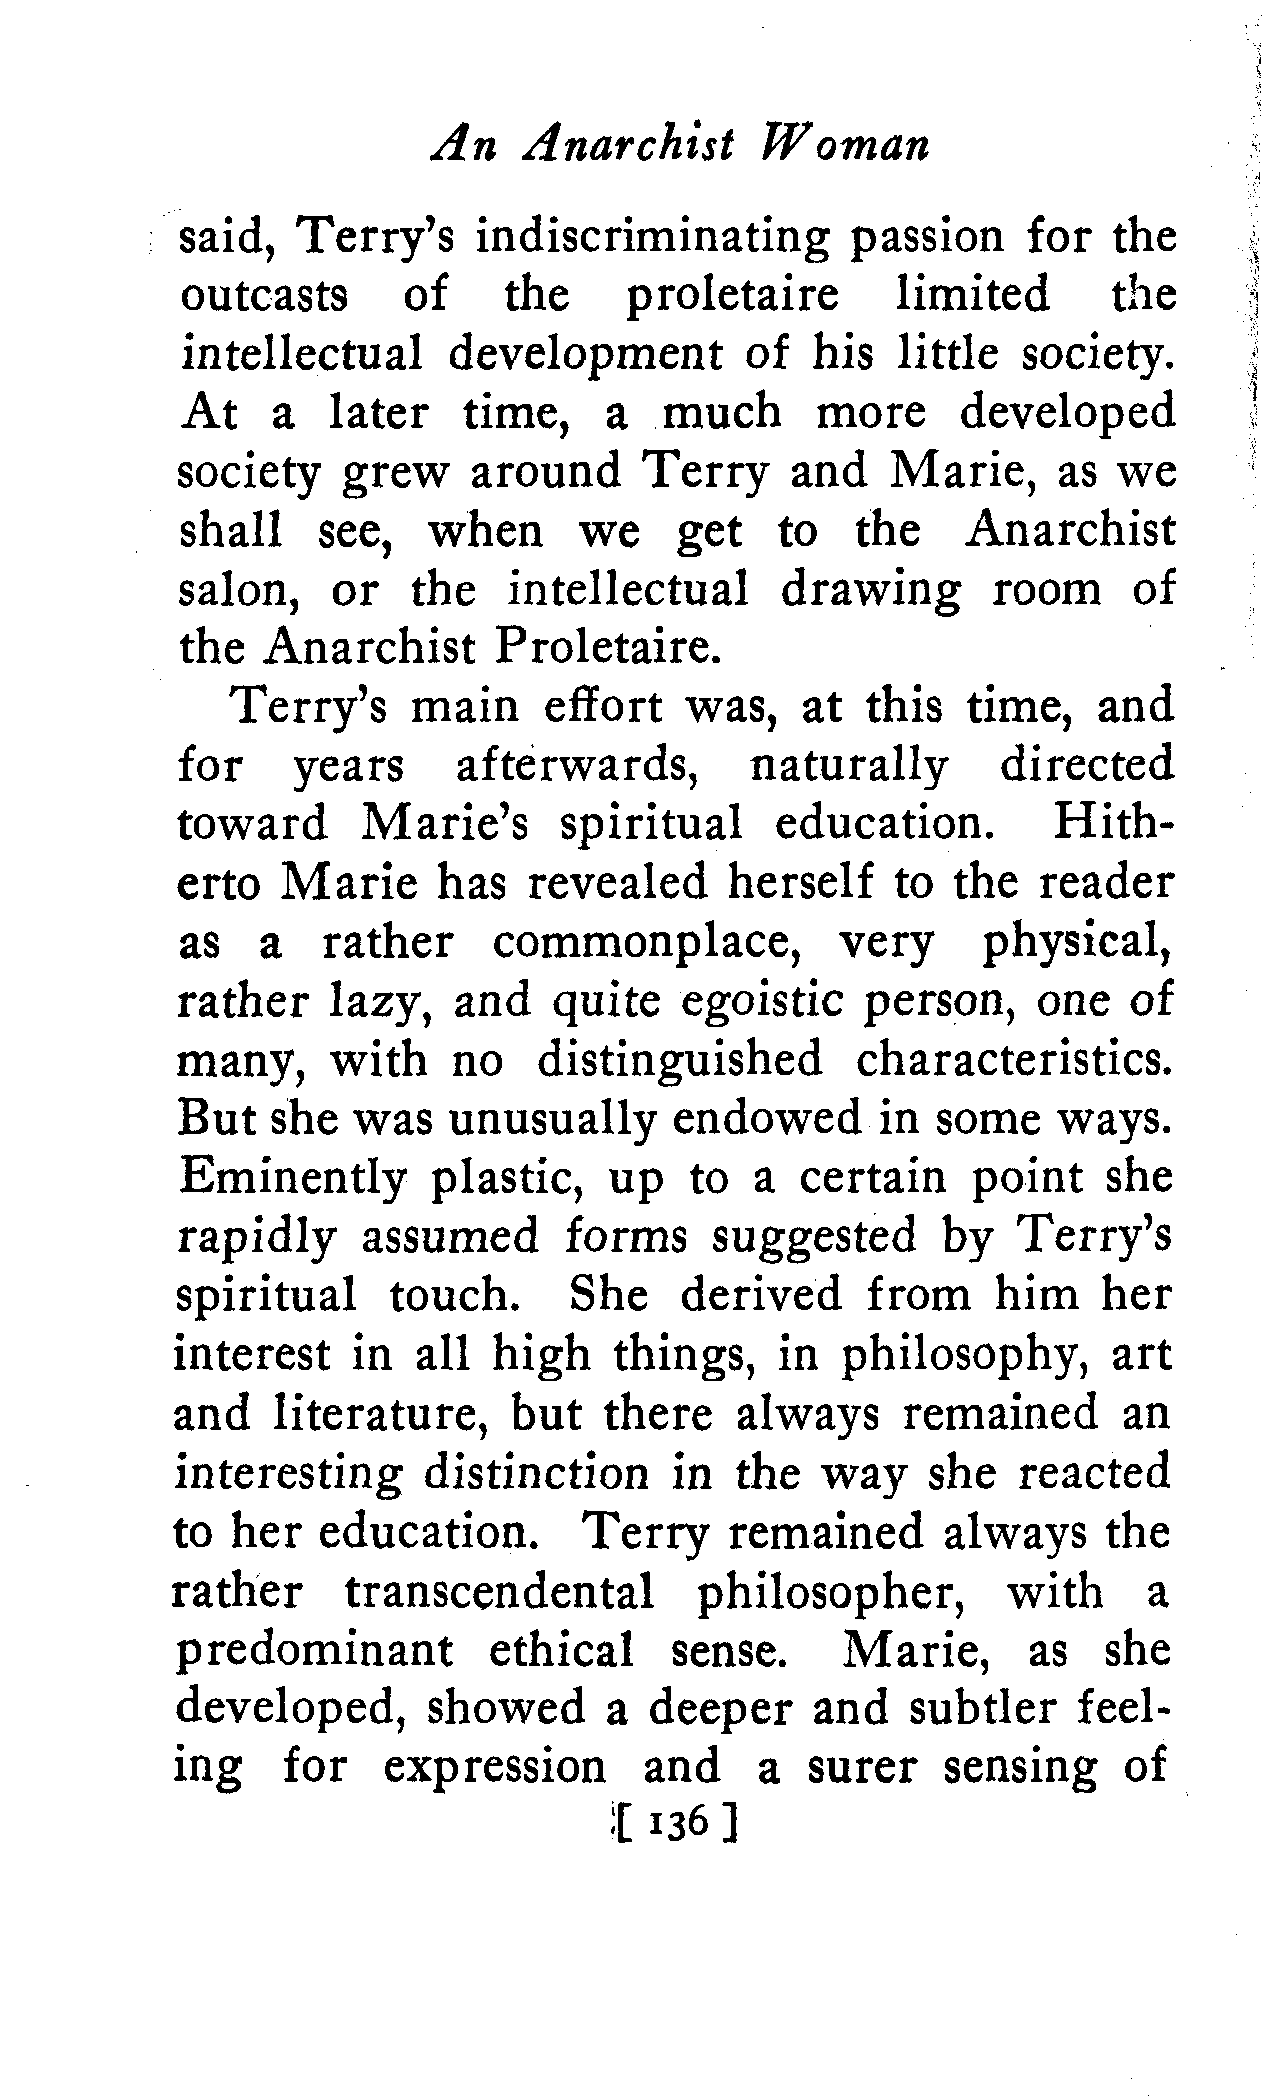 An Anarchist Woman
said, Terry's indiscriminating passion for the
outcasts of the proletaire limited the
intellectual development of his little society.
At a later time, a much more developed
society grew around Terry and Marie, as we
shall see, when we get to the Anarchist
salon, or the intellectual drawing room of
the Anarchist Proletaire.
Terry's main effort was, at this time, and
for years afterwards, naturally directed
toward Marie's spiritual education. Hith-
erto Marie has revealed herself to the reader
as a rather commonplace, very physical,
rather lazy, and quite egoistic person, one of
many, with no distinguished characteristics.
But she was unusually endowed in some ways.
Eminently plastic, up to a certain point she
rapidly assumed forms suggested by Terry's
spiritual touch. She derived from him her
interest in all high things, in philosophy, art
and literature, but there always remained an
interesting distinction in the way she reacted
to her education. Terry remained always the
rather transcendental philosopher, with a
predominant ethical sense. Marie, as she
developed, showed a deeper and subtler feel-
ing for expression and a surer sensing of
[ 136 ]